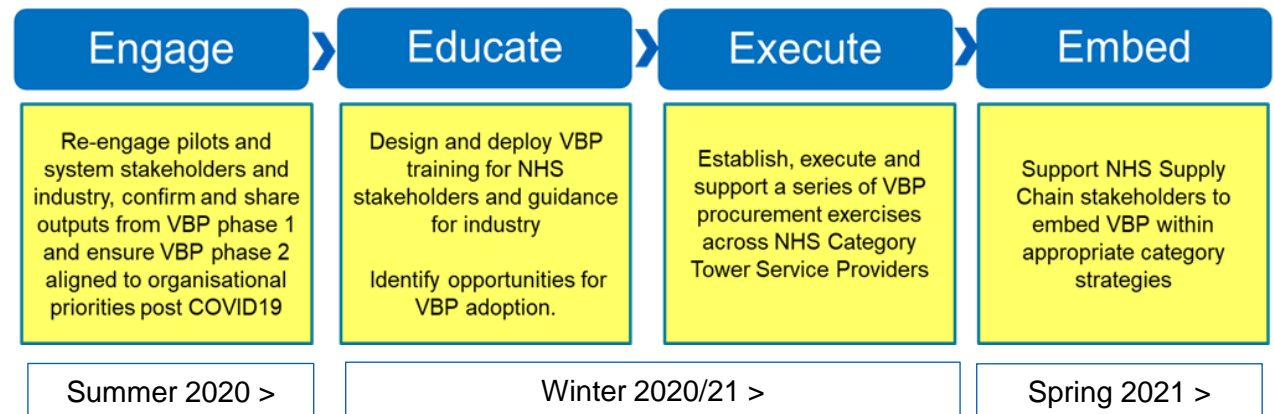 Engage
Educate
Execute
Embed
Re-engage pilots and
system stakeholders and
industry, confirm and share
outputs from VBP phase 1
and ensure VBP phase 2
aligned to organisational
priorities post COVID19
Design and deploy VBP
training for NHS
stakeholders and guidance
for industry
Identify opportunities for
VBP adoption.
Establish, execute and
support a series of VBP
procurement exercises
across NHS Category
Tower Service Providers
Support NHS Supply
Chain stakeholders to
embed VBP within
appropriate category
strategies
Summer 2020 >
Winter 2020/21 >
Spring 2021 >